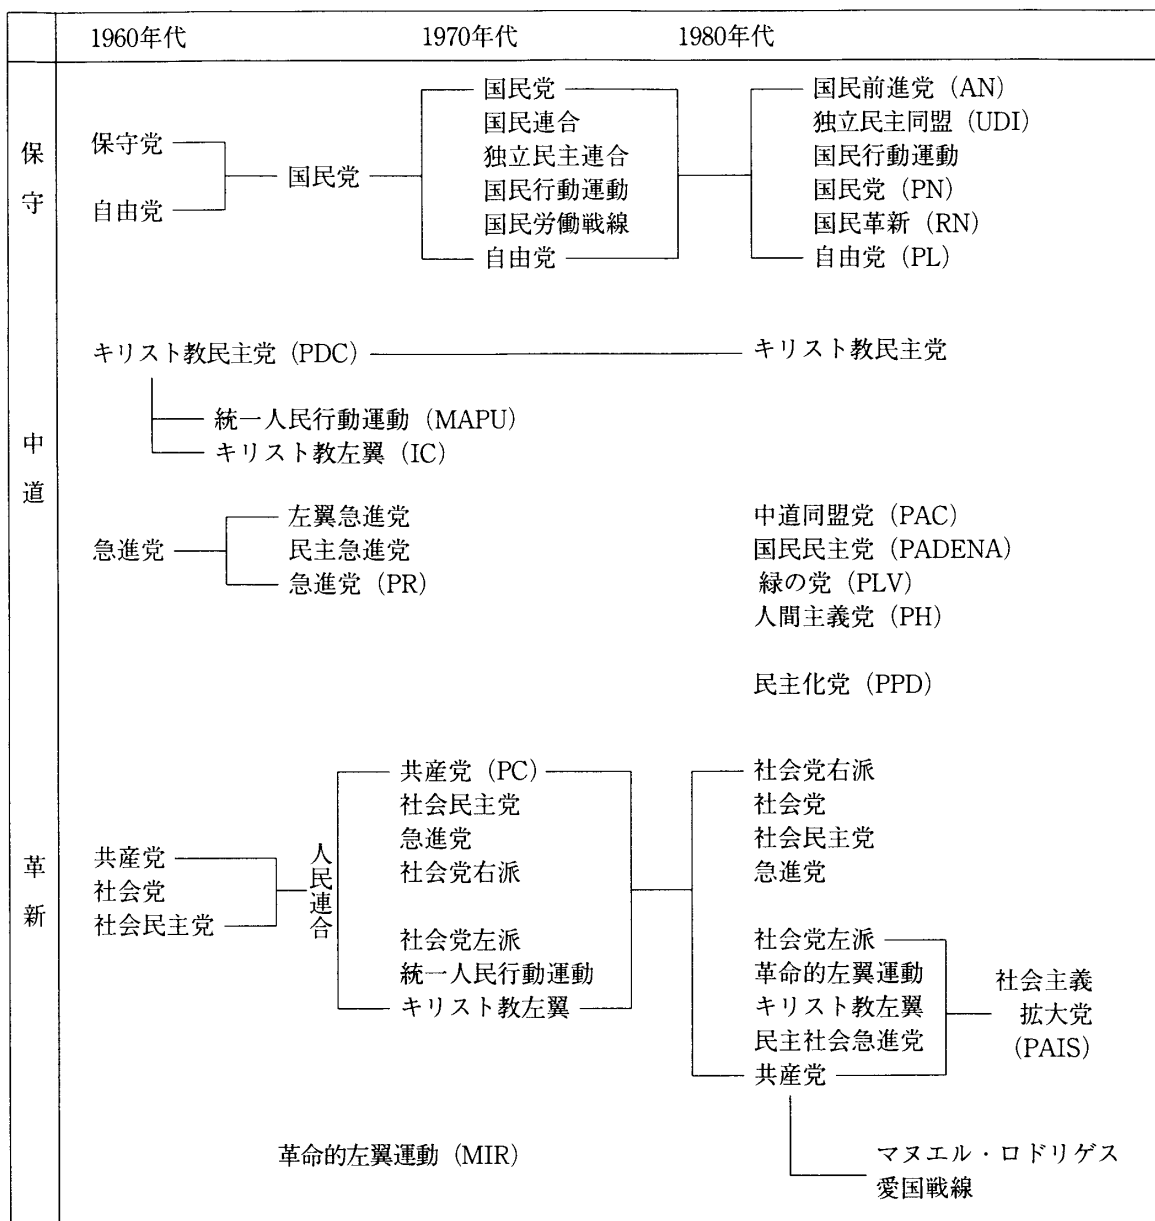 1960年代 1970年代 1980年代
保守
保守党
自由党
国民党
国民党
国民連合
独立民主連合
国民行動運動
国民労働戦線
自由党
国民前進党（AN）
独立民主同盟（UDI）
国民行動運動
国民党（PN）
国民革新（RN）
自由党（PL）
中道
キリスト教民主党（PDC）
キリスト教民主党
統一人民行動運動（MAPU）
キリスト教左翼（IC）
急進党
左翼急進党
民主急進党
急進党（PR）
中道同盟党（PAC）
国民民主党（PADENA）
緑の党（PLV）
人間主義党（PH）
民主化党（PPD）
革新
共産党
社会党
社会民主党
人民連合
共産党（PC）
社会民主党
急進党
社会党右派
社会党左派
統一人民行動運動
キリスト教左翼
社会党右派
社会党
社会民主党
急進党
社会党左派
革命的左翼運動
キリスト教左翼
民主社会急進党
共産党
社会主義
拡大党
（PAIS）
革命的左翼運動（MIR）
マヌエル・ロドリゲス
愛国戦線